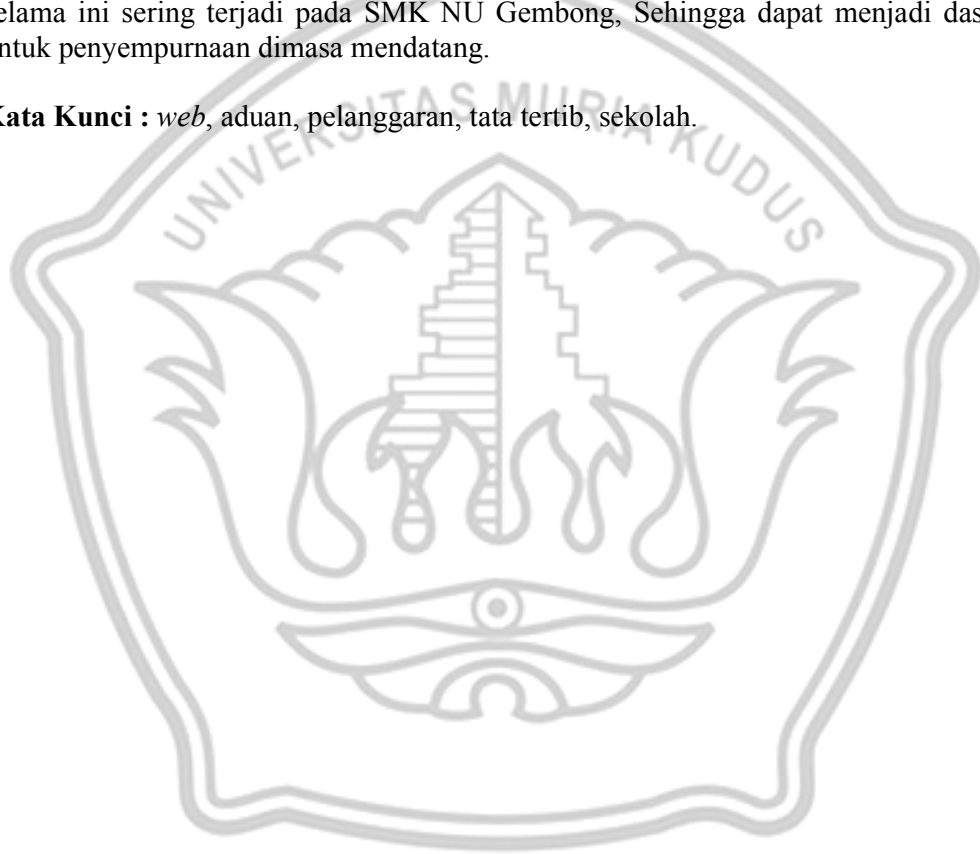 elama ini sering terjadi pada SMK NU Gembong, Sehingga dapat menjadi das
ntuk penyempurnaan dimasa mendatang.
Kata Kunci : web, aduan, pelanggaran, tata tertib, sekolah.
UNIVERSITAS MURIA KUDUS